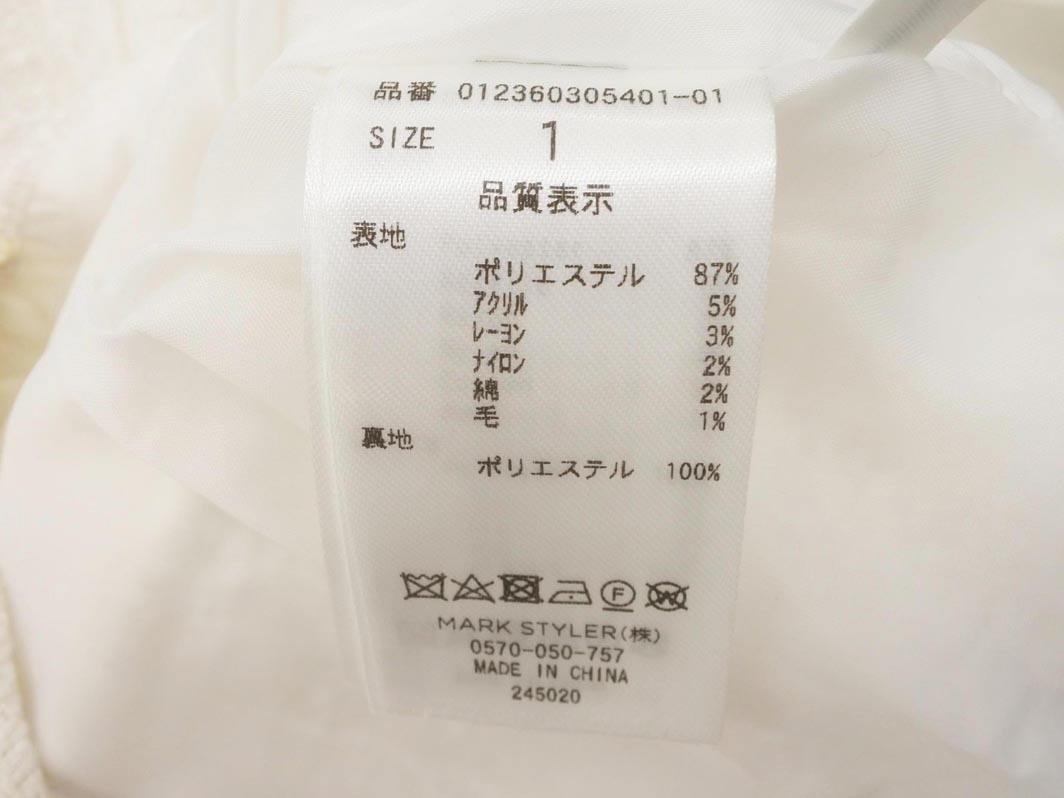 品番 012360305401-01
SIZE 1
品質表示
表地
ポリエステル 87%
アクリル 5%
レーヨン 3%
ナイロン 2%
綿 2%
毛 1%
裏地
ポリエステル 100%
F W
MARK STYLER(株)
0570-050-757
MADE IN CHINA
245020